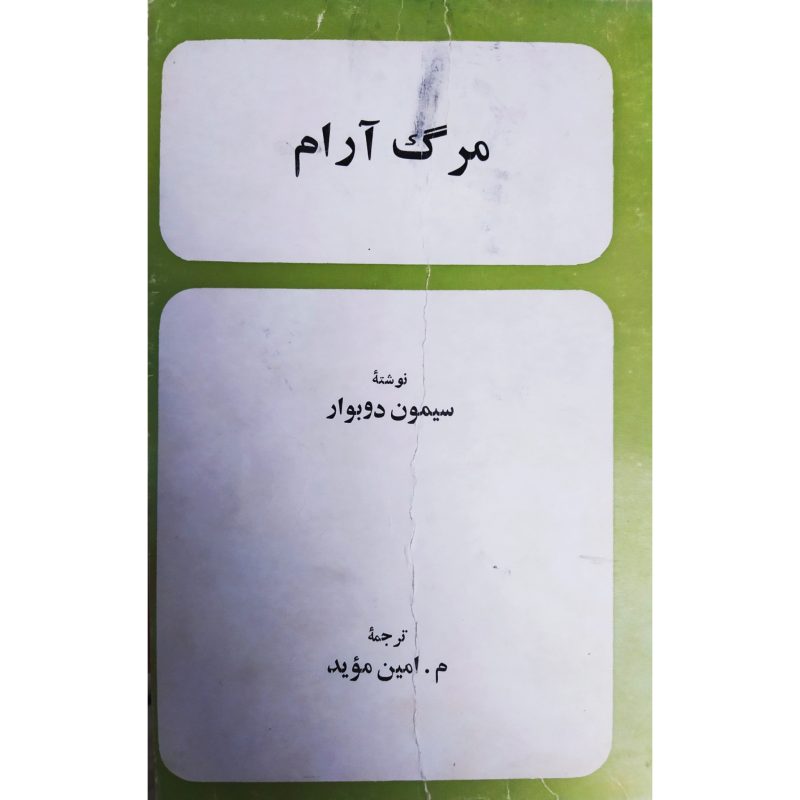 مرگ آرام
نوشتهٔ
سیمون دوبوار
ترجمهٔ
م. امین مؤید